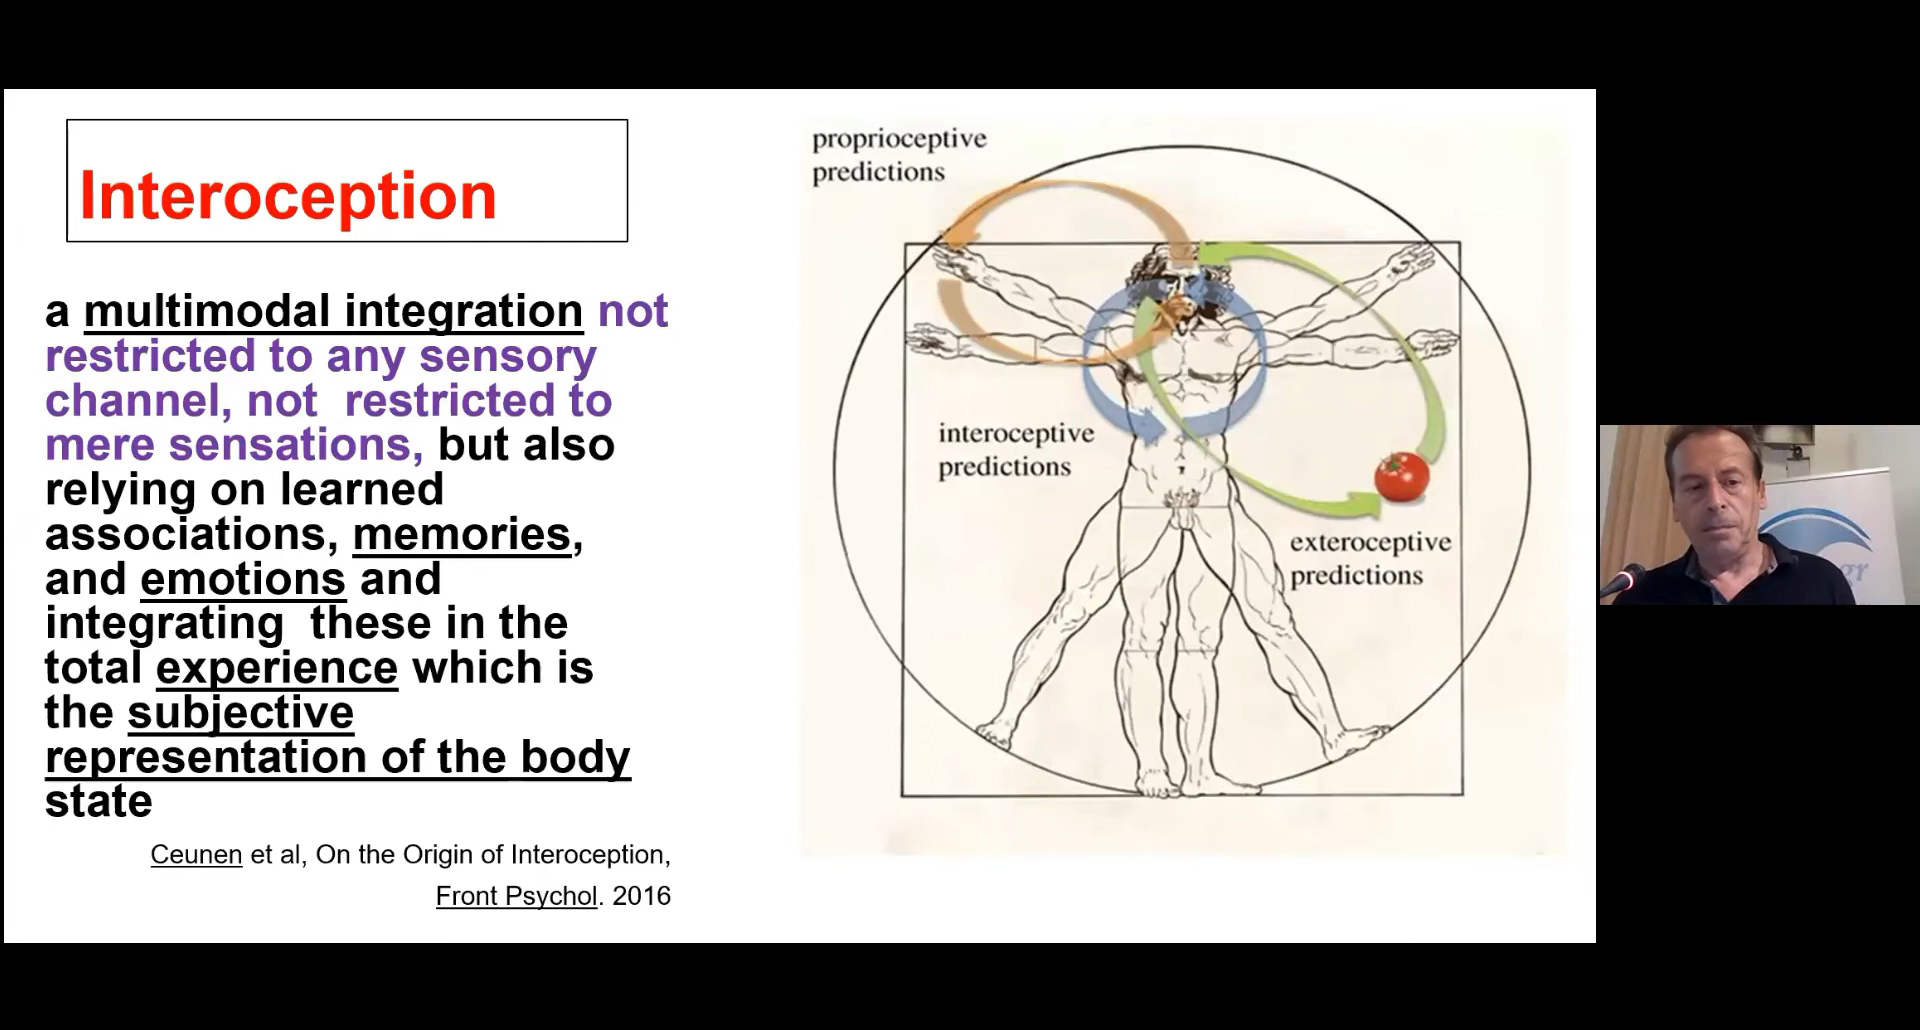 Interoception
a multimodal integration not
restricted to any sensory
channel, not restricted to
mere sensations, but also
relying on learned
associations, memories,
and emotions and
integrating these in the
total experience which is
the subjective
representation of the body
state
Ceunen et al, On the Origin of Interoception,
Front Psychol. 2016
proprioceptive
predictions
interoceptive
predictions
exteroceptive
predictions
gr